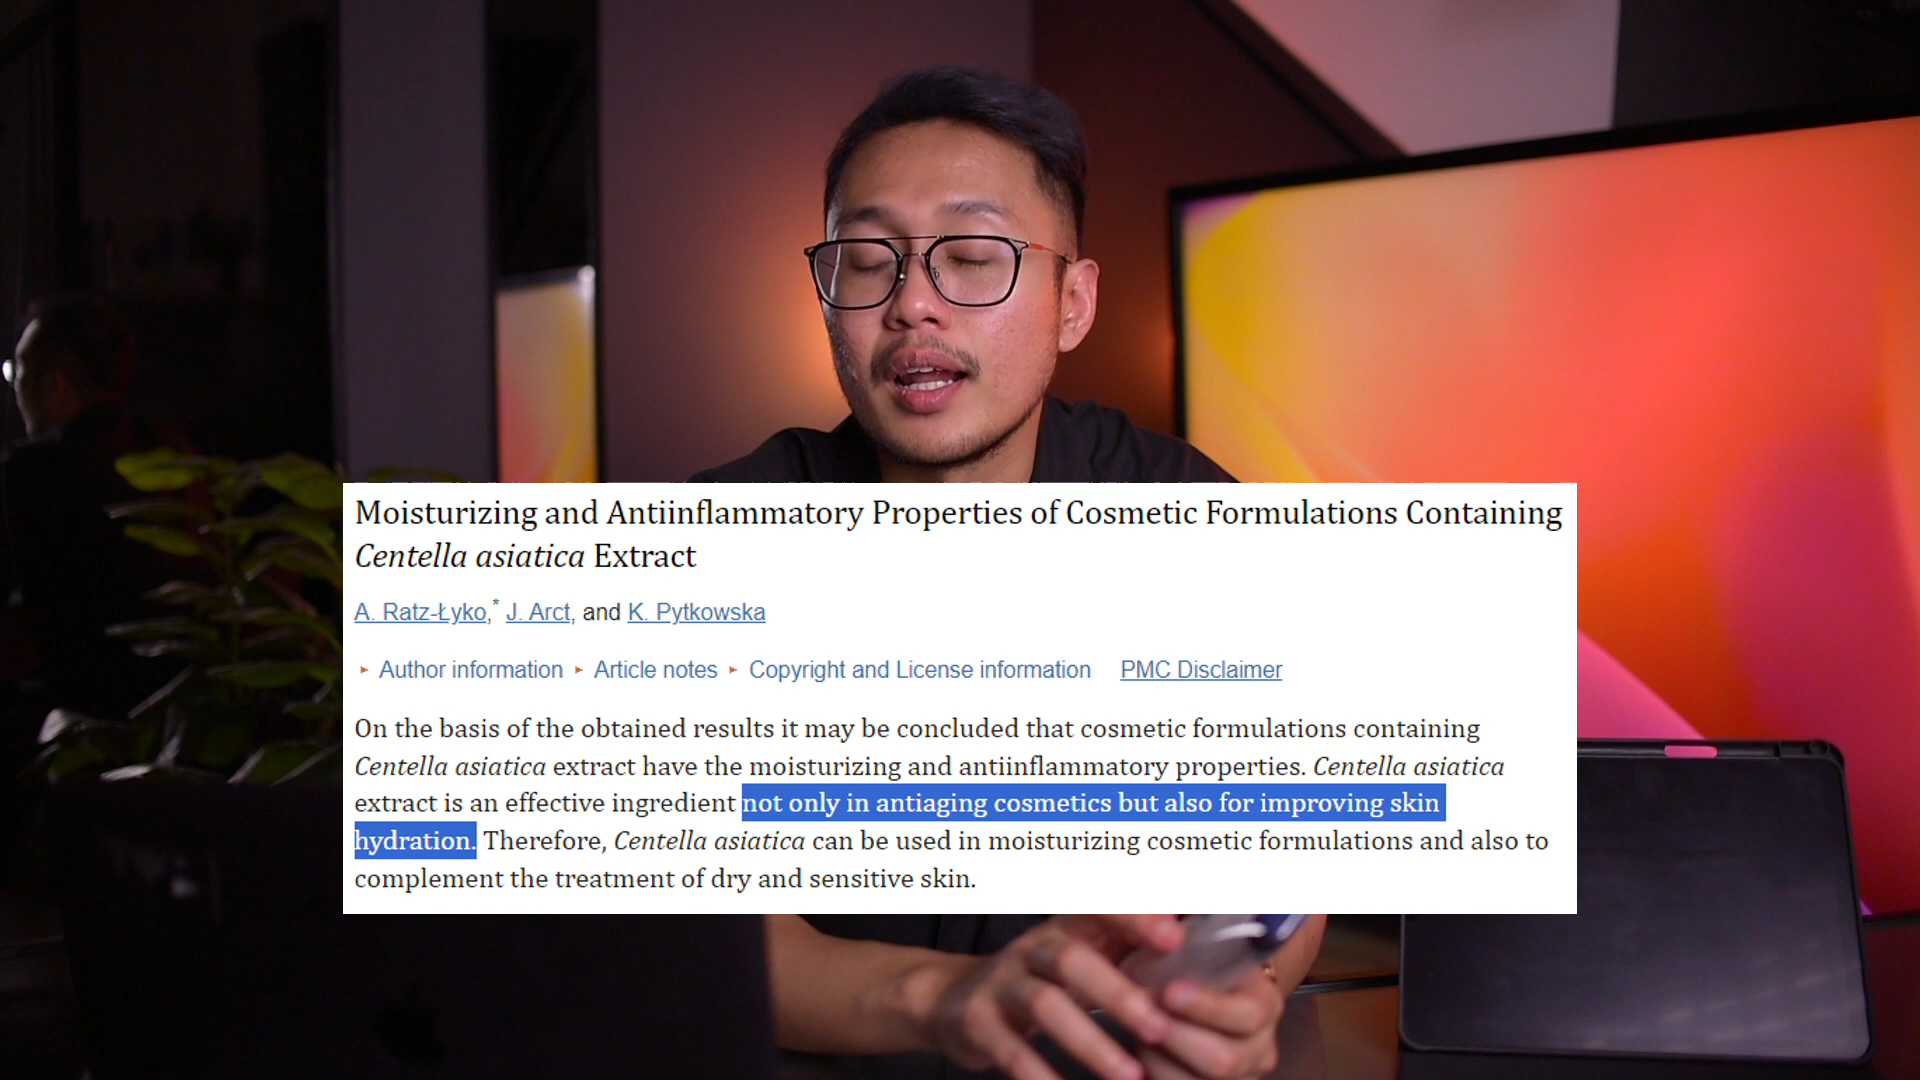 Moisturizing and Antiinflammatory Properties of Cosmetic Formulations Containing
Centella asiatica Extract
A. Ratz-Łyko,* J. Arct, and K. Pytkowska
▸ Author information ▸ Article notes ▸ Copyright and License information PMC Disclaimer
On the basis of the obtained results it may be concluded that cosmetic formulations containing
Centella asiatica extract have the moisturizing and antiinflammatory properties. Centella asiatica
extract is an effective ingredient not only in antiaging cosmetics but also for improving skin
hydration. Therefore, Centella asiatica can be used in moisturizing cosmetic formulations and also to
complement the treatment of dry and sensitive skin.